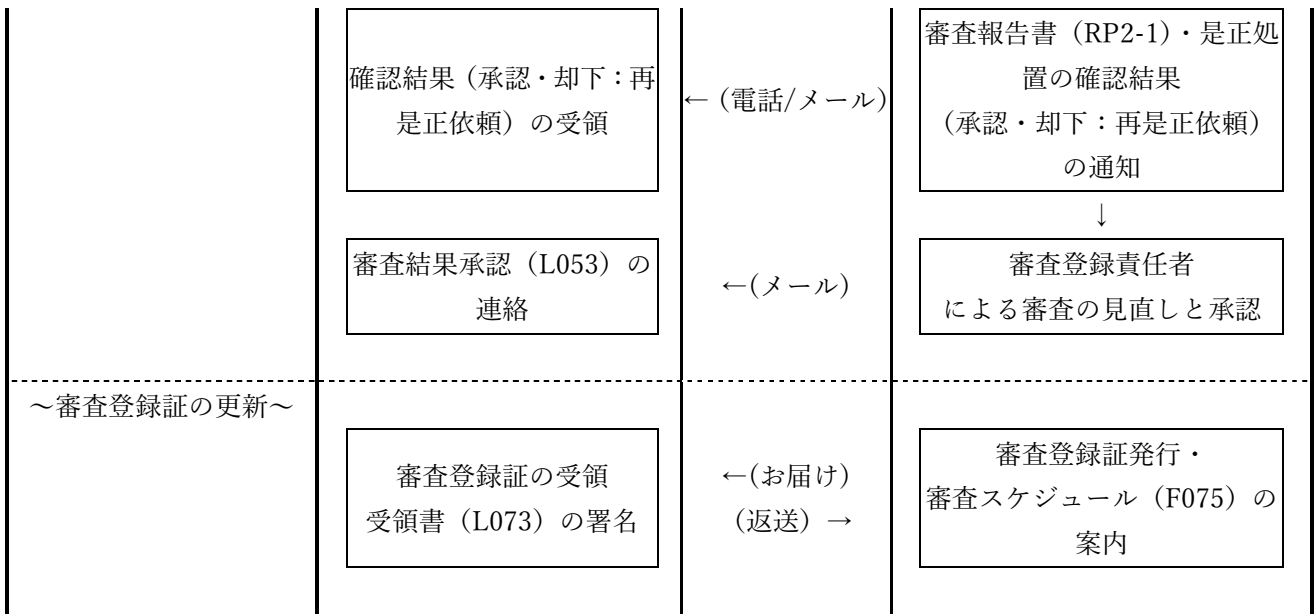 確認結果（承認・却下：再
是正依頼）の受領
← (電話/メール)
審査報告書（RP2-1）・是正処
置の確認結果
（承認・却下：再是正依頼）
の通知
↓
審査結果承認（L053）の
連絡
←(メール)
審査登録責任者
による審査の見直しと承認
～審査登録証の更新～
審査登録証の受領
受領書（L073）の署名
←(お届け)
（返送）→
審査登録証発行・
審査スケジュール（F075）の
案内